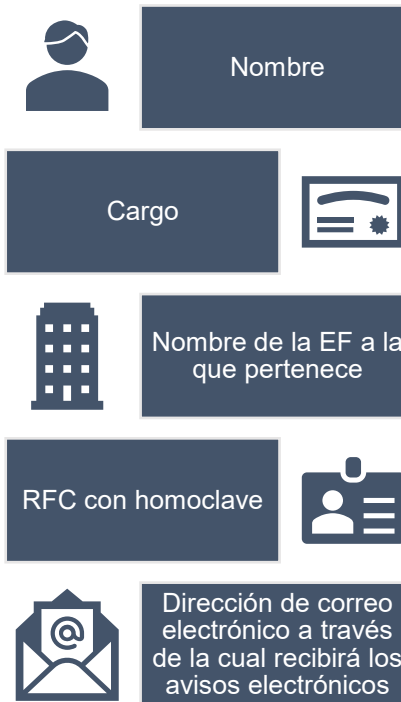 Nombre
Cargo
Nombre de la EF a la
que pertenece
RFC con homoclave
@
Dirección de correo
electrónico a través
de la cual recibirá los
avisos electrónicos